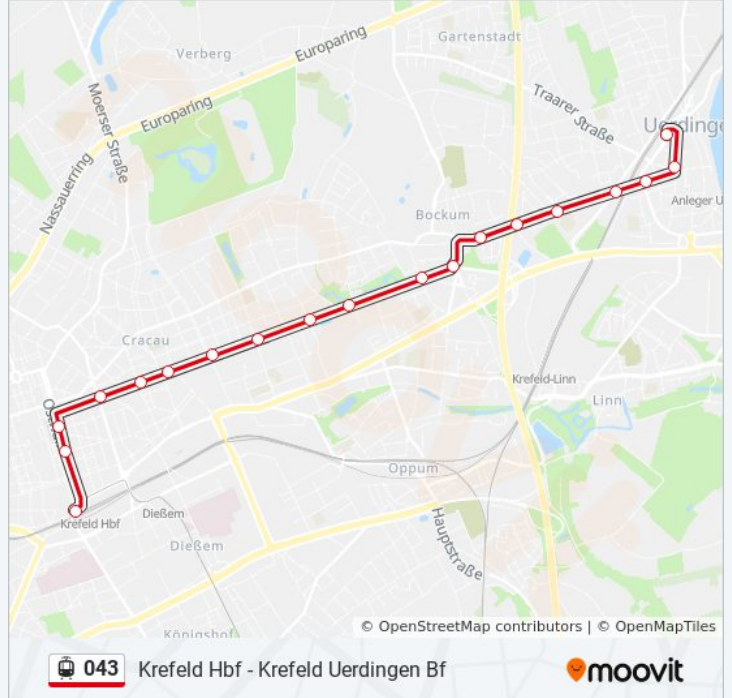 Verberg
Europaring
Gartenstadt
Europaring
Moerser Straße
Traarer Straße
Nassauerring
Bockum
Anleger U
Cracau
Krefeld-Linn
Linn
Oppum
Krefeld Hbf
Dießem
Dießem
Hauptstraße
Königshof
© OpenStreetMap contributors | © OpenMapTiles
043 Krefeld Hbf - Krefeld Uerdingen Bf
moovit